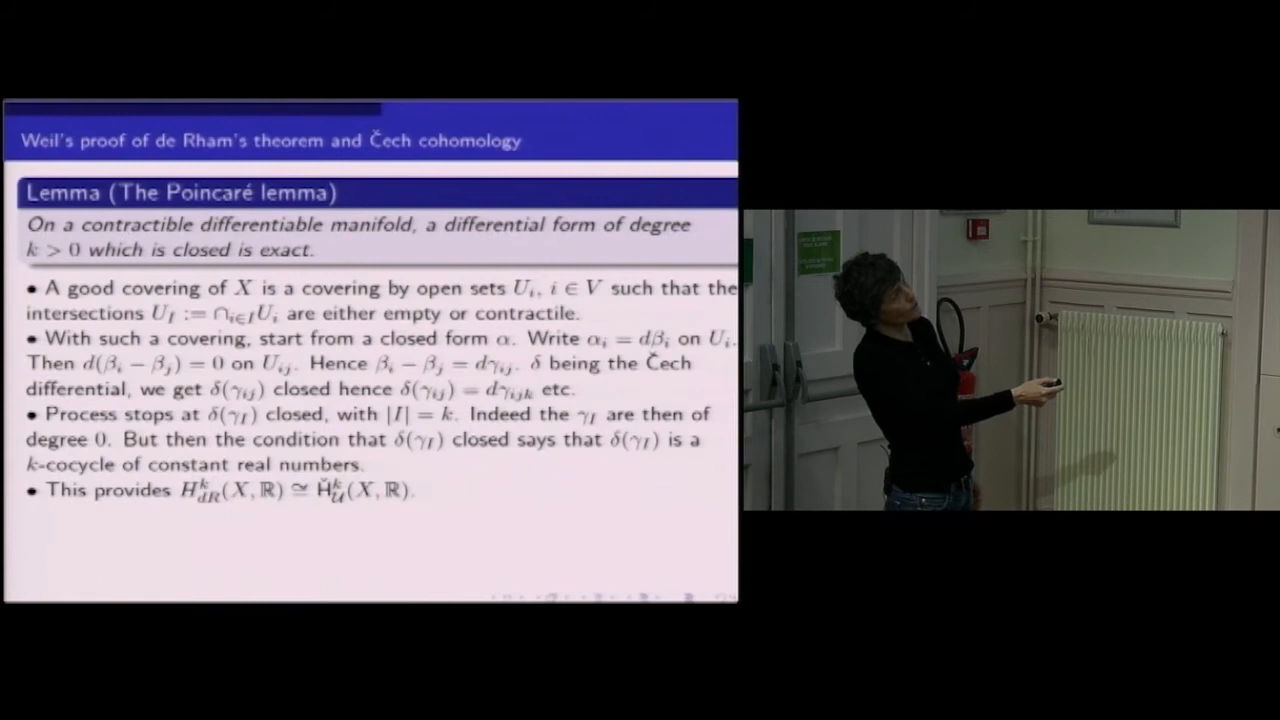 Weil's proof of de Rham's theorem and Čech cohomology
Lemma (The Poincaré lemma)
On a contractible differentiable manifold, a differential form of degree
k > 0 which is closed is exact.
• A good covering of X is a covering by open sets U_i, i ∈ V such that the
intersections U_I := ∩_{i∈I} U_i are either empty or contractile.
• With such a covering, start from a closed form α. Write α_i = dβ_i on U_i.
Then d(β_i − β_j) = 0 on U_{ij}. Hence β_i − β_j = dγ_{ij}. δ being the Čech
differential, we get δ(γ_{ij}) closed hence δ(γ_{ij}) = dγ_{ijk} etc.
• Process stops at δ(γ_I) closed, with |I| = k. Indeed the γ_I are then of
degree 0. But then the condition that δ(γ_I) closed says that δ(γ_I) is a
k-cocycle of constant real numbers.
• This provides H^k_{dR}(X, ℝ) ≅ Ȟ^k_𝒰(X, ℝ).